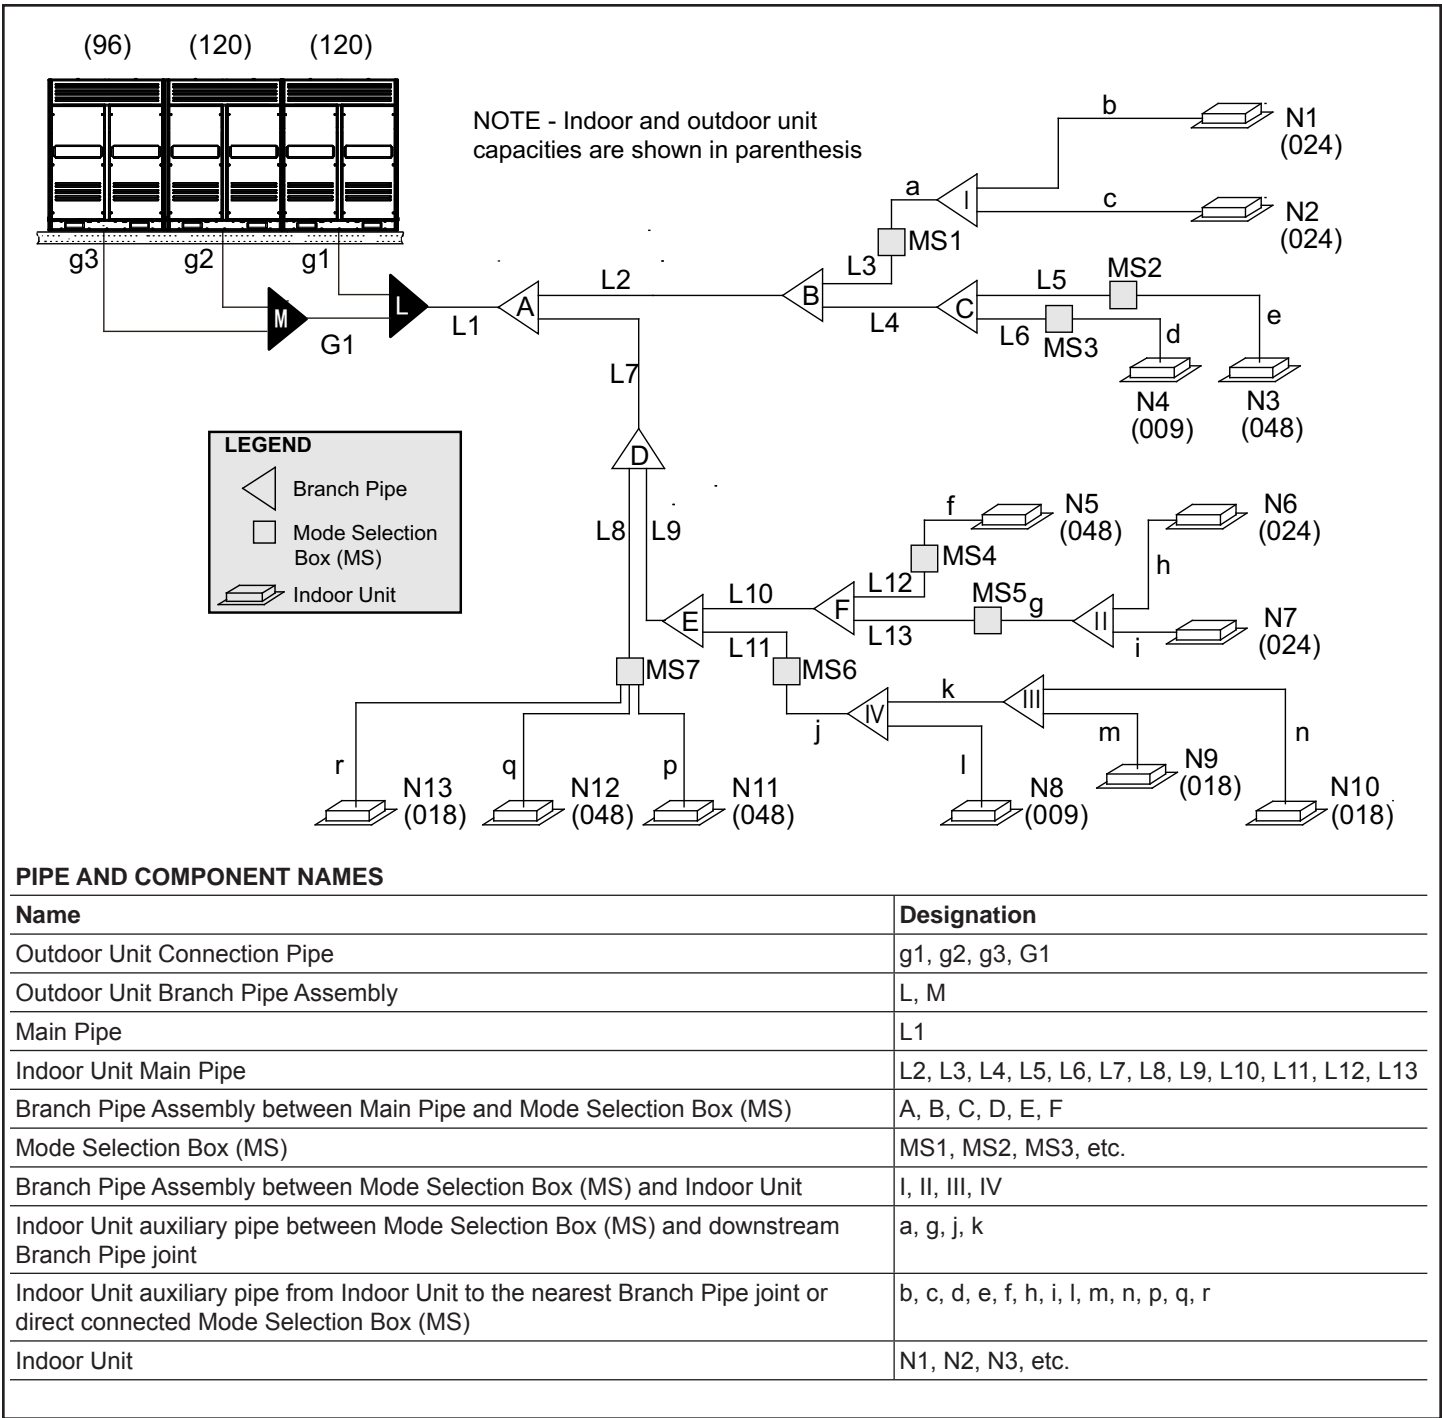 (96) (120) (120)
NOTE - Indoor and outdoor unit
capacities are shown in parenthesis
b
N1
(024)
a
I
c
N2
(024)
MS1
g3
g2
g1
L2
L3
MS2
L5
M
L
L1
A
B
L4
C
L6
MS3
d
e
G1
L7
N4
(009)
N3
(048)
LEGEND
Branch Pipe
Mode Selection
Box (MS)
Indoor Unit
D
L8
L9
f
N5
(048)
N6
(024)
MS4
h
L10
L12
MS5
g
E
F
II
N7
(024)
L11
L13
i
MS7
MS6
k
III
j
IV
m
n
r
q
p
l
N13
(018)
N12
(048)
N11
(048)
N8
(009)
N9
(018)
N10
(018)
PIPE AND COMPONENT NAMES
Name Designation
Outdoor Unit Connection Pipe g1, g2, g3, G1
Outdoor Unit Branch Pipe Assembly L, M
Main Pipe L1
Indoor Unit Main Pipe L2, L3, L4, L5, L6, L7, L8, L9, L10, L11, L12, L13
Branch Pipe Assembly between Main Pipe and Mode Selection Box (MS) A, B, C, D, E, F
Mode Selection Box (MS) MS1, MS2, MS3, etc.
Branch Pipe Assembly between Mode Selection Box (MS) and Indoor Unit I, II, III, IV
Indoor Unit auxiliary pipe between Mode Selection Box (MS) and downstream a, g, j, k
Branch Pipe joint
Indoor Unit auxiliary pipe from Indoor Unit to the nearest Branch Pipe joint or b, c, d, e, f, h, i, l, m, n, p, q, r
direct connected Mode Selection Box (MS)
Indoor Unit N1, N2, N3, etc.